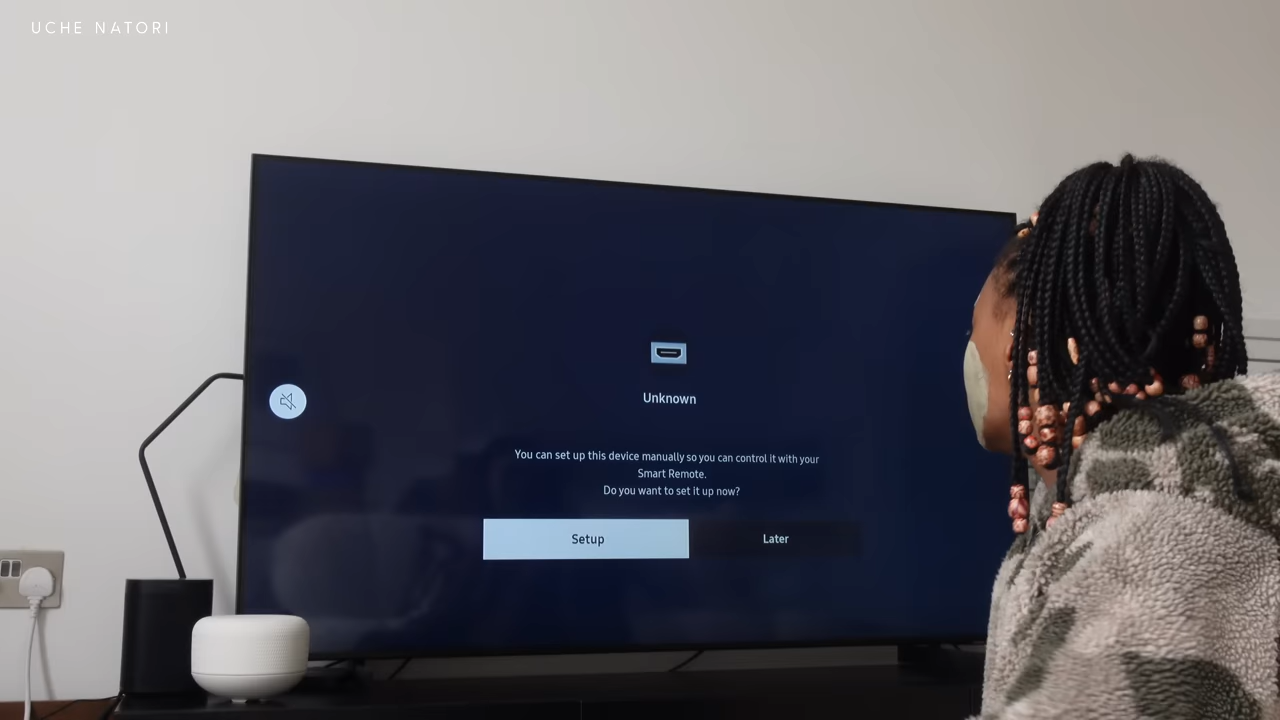 UCHE NATORI
Unknown
You can set up this device manually so you can control it with your
Smart Remote.
Do you want to set it up now?
Setup
Later